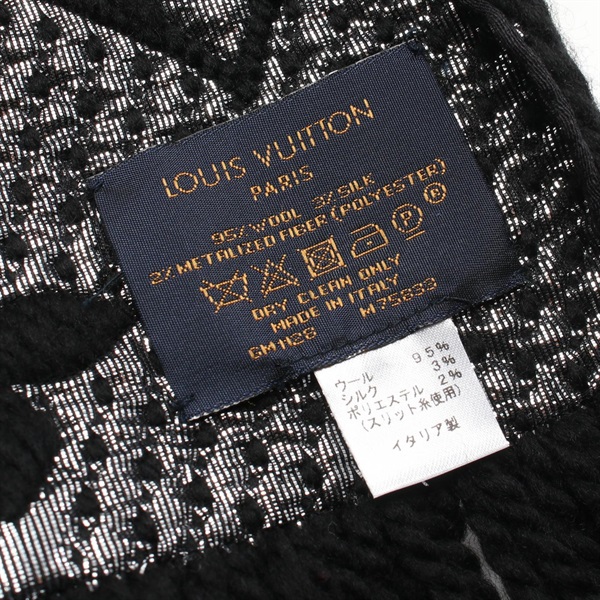 LOUIS VUITTON
PARIS
95% WOOL 3% SILK
2% METALIZED FIBER (POLYESTER)
P
DRY CLEAN ONLY
MADE IN ITALY
GM-H28 M75833
ウール 95%
シルク 3%
ポリエステル 2%
(スリット糸使用)
イタリア製